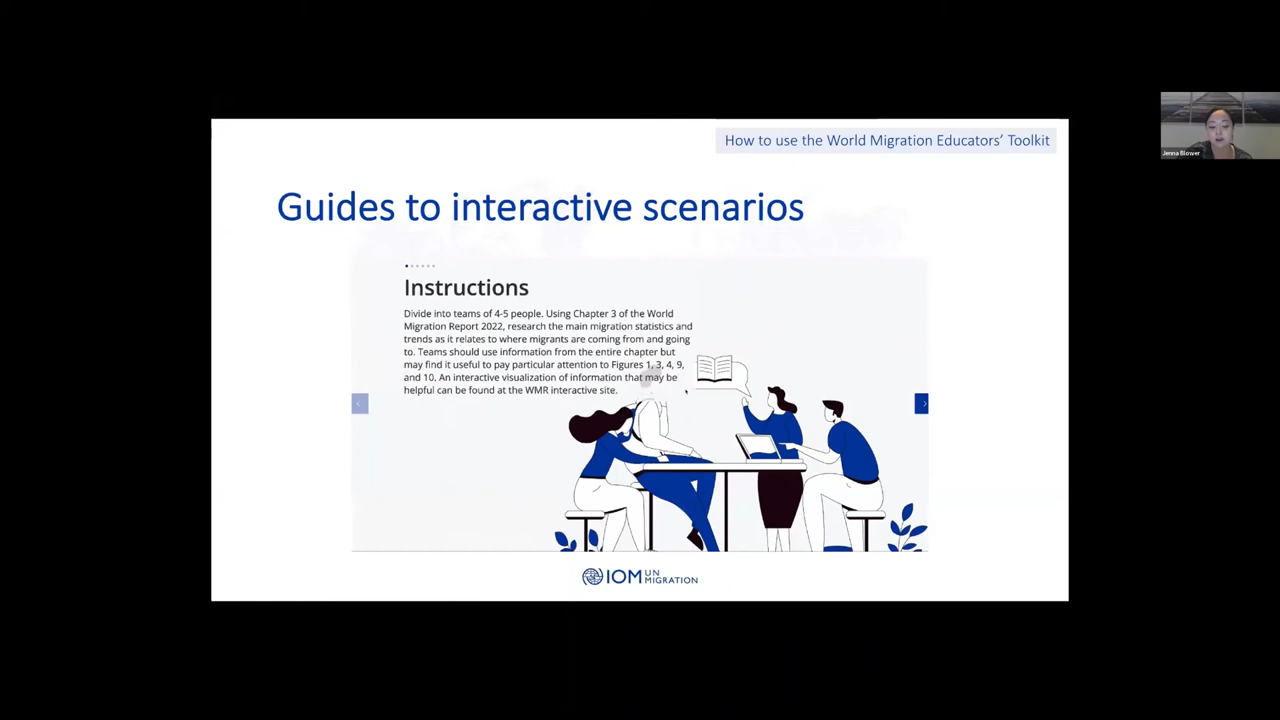 How to use the World Migration Educators’ Toolkit
Jenna Blower
Guides to interactive scenarios
Instructions
Divide into teams of 4-5 people. Using Chapter 3 of the World
Migration Report 2022, research the main migration statistics and
trends as it relates to where migrants are coming from and going
to. Teams should use information from the entire chapter but
may find it useful to pay particular attention to Figures 1, 3, 4, 9,
and 10. An interactive visualization of information that may be
helpful can be found at the WMR interactive site.
IOM UN
MIGRATION